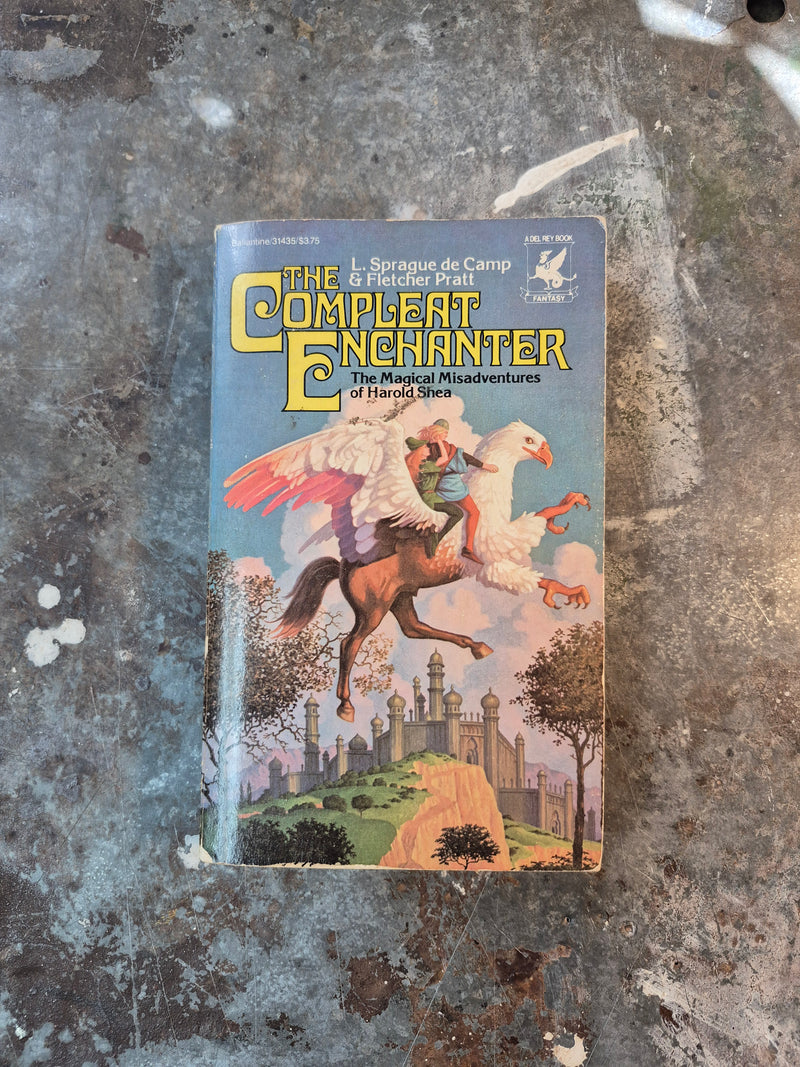 Ballantine/31435/$3.75
A DEL REY BOOK
FANTASY
L. Sprague de Camp
& Fletcher Pratt
THE
COMPLEAT
ENCHANTER
The Magical Misadventures
of Harold Shea